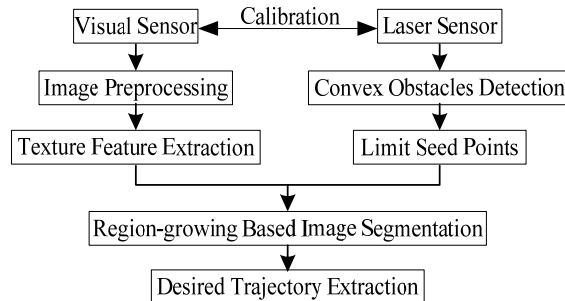 Visual Sensor
Calibration
Laser Sensor
Image Preprocessing
Convex Obstacles Detection
Texture Feature Extraction
Limit Seed Points
Region-growing Based Image Segmentation
Desired Trajectory Extraction